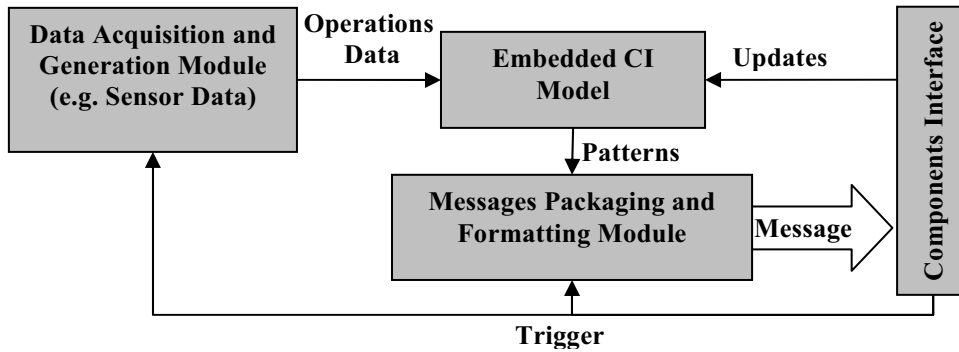 Data Acquisition and
Generation Module
(e.g. Sensor Data)
Operations
Data
Embedded CI
Model
Updates
Components Interface
Patterns
Messages Packaging and
Formatting Module
Message
Trigger